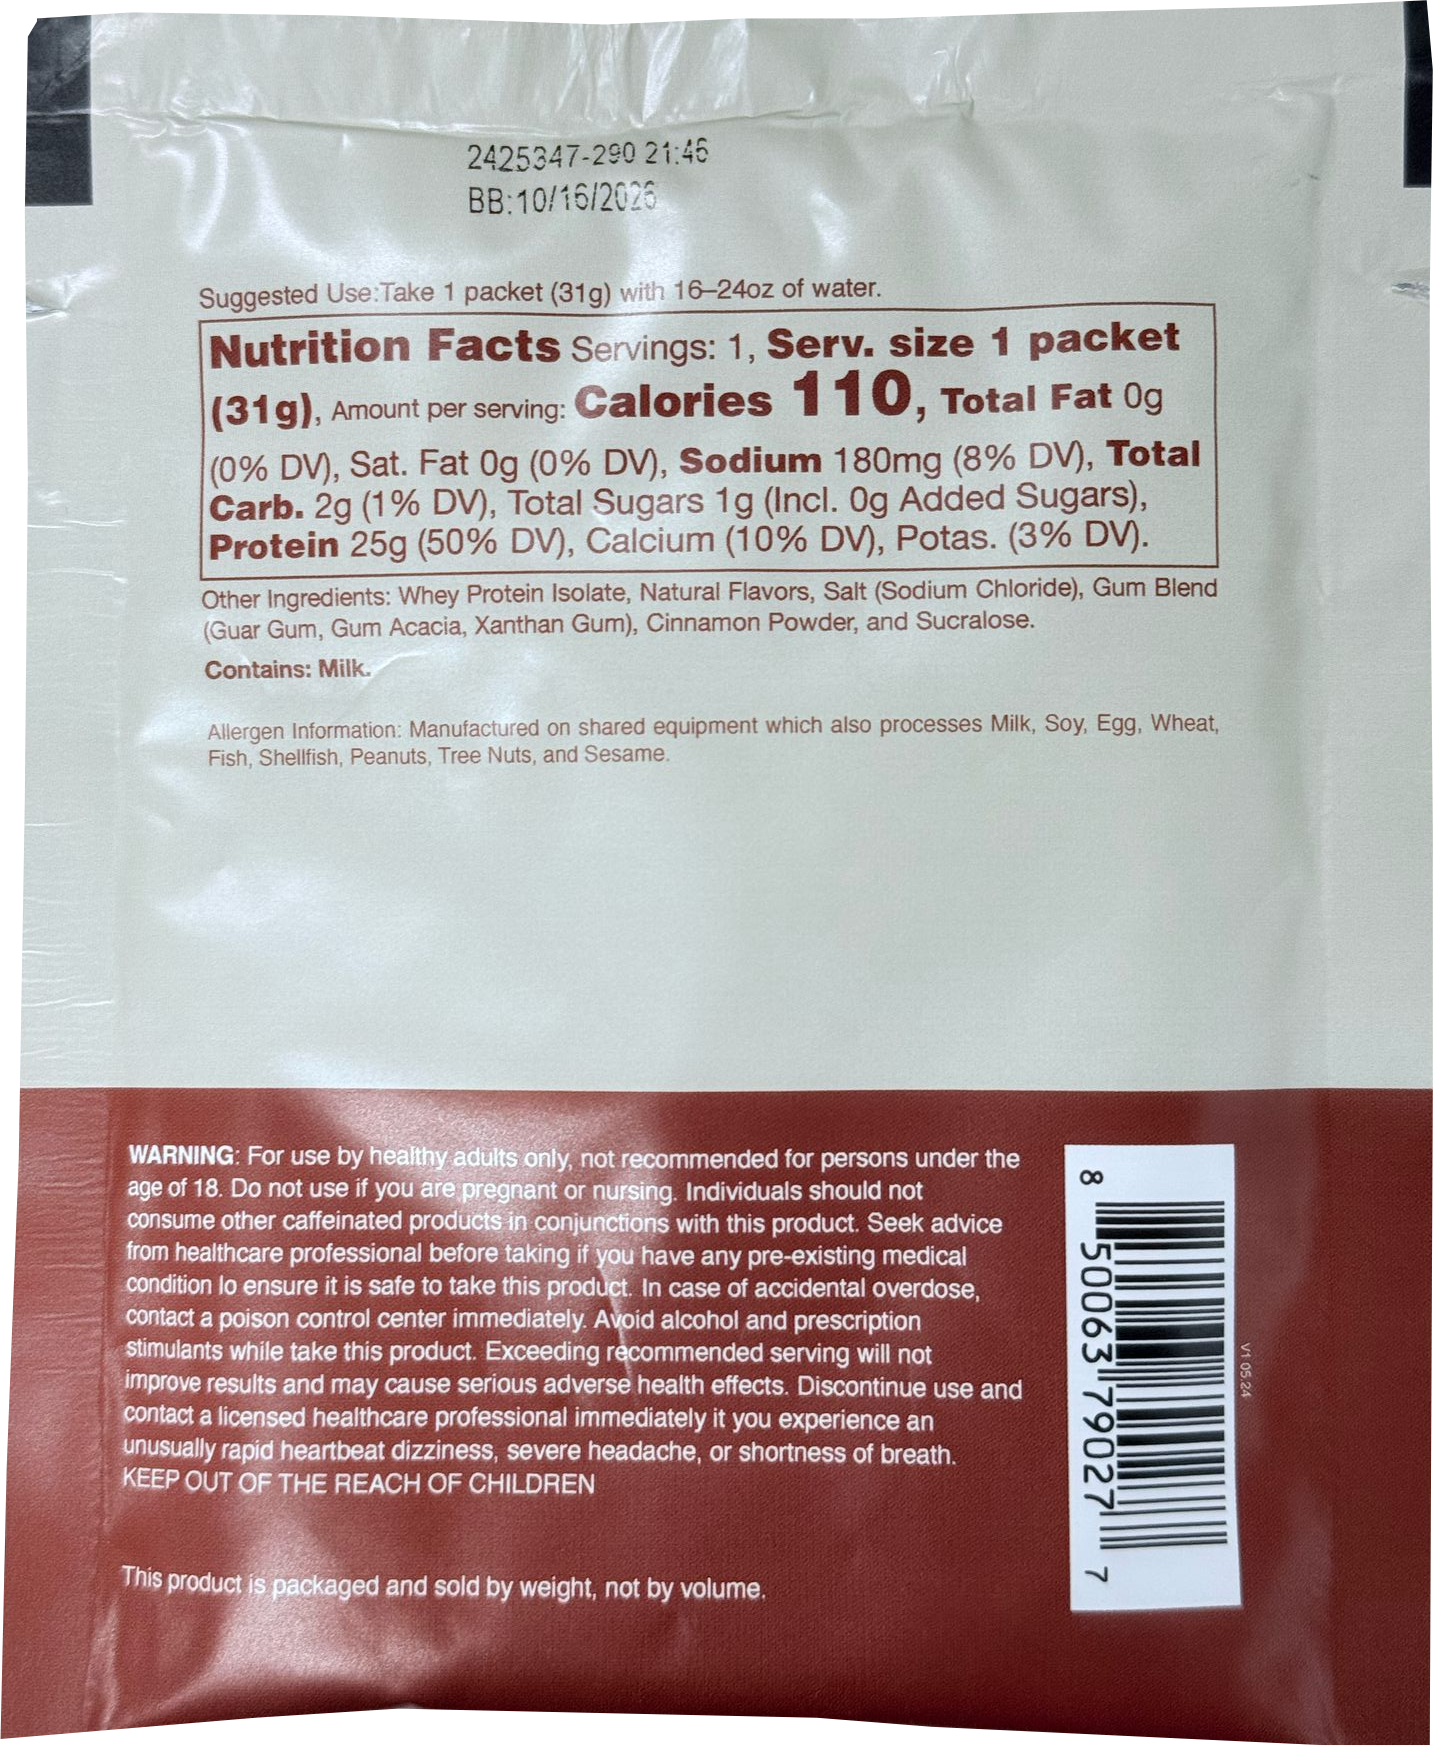 2425347-290 21:46
BB:10/16/2026
Suggested Use:Take 1 packet (31g) with 16–24oz of water.
Nutrition Facts Servings: 1, Serv. size 1 packet
(31g), Amount per serving: Calories 110, Total Fat 0g
(0% DV), Sat. Fat 0g (0% DV), Sodium 180mg (8% DV), Total
Carb. 2g (1% DV), Total Sugars 1g (Incl. 0g Added Sugars),
Protein 25g (50% DV), Calcium (10% DV), Potas. (3% DV).
Other Ingredients: Whey Protein Isolate, Natural Flavors, Salt (Sodium Chloride), Gum Blend
(Guar Gum, Gum Acacia, Xanthan Gum), Cinnamon Powder, and Sucralose.
Contains: Milk.
Allergen Information: Manufactured on shared equipment which also processes Milk, Soy, Egg, Wheat,
Fish, Shellfish, Peanuts, Tree Nuts, and Sesame.
WARNING: For use by healthy adults only, not recommended for persons under the
age of 18. Do not use if you are pregnant or nursing. Individuals should not
consume other caffeinated products in conjunctions with this product. Seek advice
from healthcare professional before taking if you have any pre-existing medical
condition lo ensure it is safe to take this product. In case of accidental overdose,
contact a poison control center immediately. Avoid alcohol and prescription
stimulants while take this product. Exceeding recommended serving will not
improve results and may cause serious adverse health effects. Discontinue use and
contact a licensed healthcare professional immediately it you experience an
unusually rapid heartbeat dizziness, severe headache, or shortness of breath.
KEEP OUT OF THE REACH OF CHILDREN
This product is packaged and sold by weight, not by volume.
8 50063 79027 7
V1 05.24